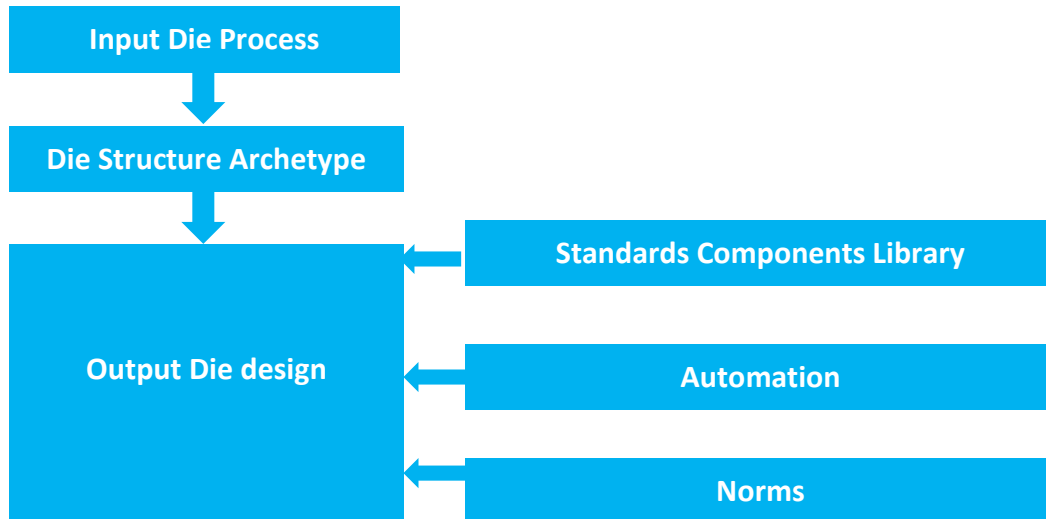 Input Die Process
Die Structure Archetype
Standards Components Library
Output Die design
Automation
Norms